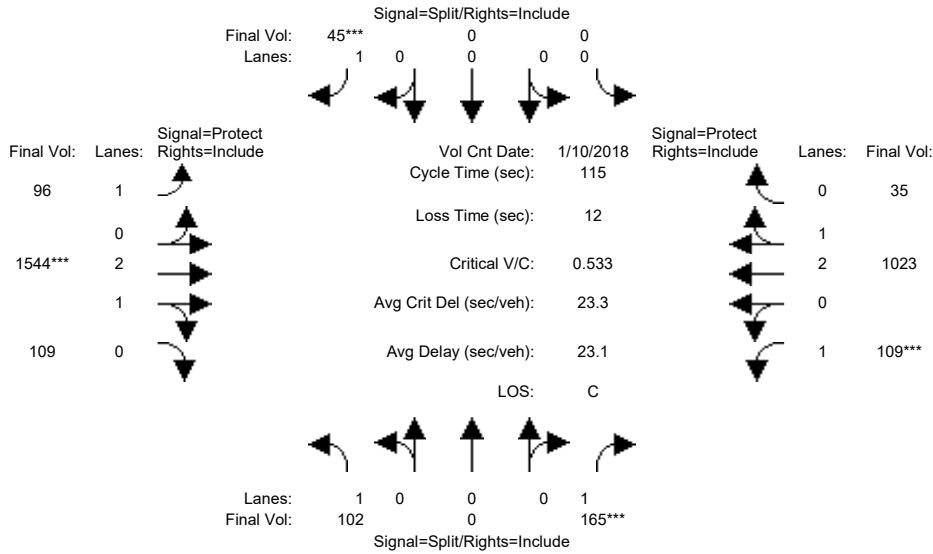 Signal=Split/Rights=Include
Final Vol: 45*** 0 0
Lanes: 1 0 0 0 0
Signal=Protect Signal=Protect
Final Vol: Lanes: Rights=Include Vol Cnt Date: 1/10/2018 Rights=Include Lanes: Final Vol:
Cycle Time (sec): 115
96 1 0 35
Loss Time (sec): 12
0 1
1544*** 2 Critical V/C: 0.533 2 1023
1 Avg Crit Del (sec/veh): 23.3 0
109 0 Avg Delay (sec/veh): 23.1 1 109***
LOS: C
Lanes: 1 0 0 0 1
Final Vol: 102 0 165***
Signal=Split/Rights=Include